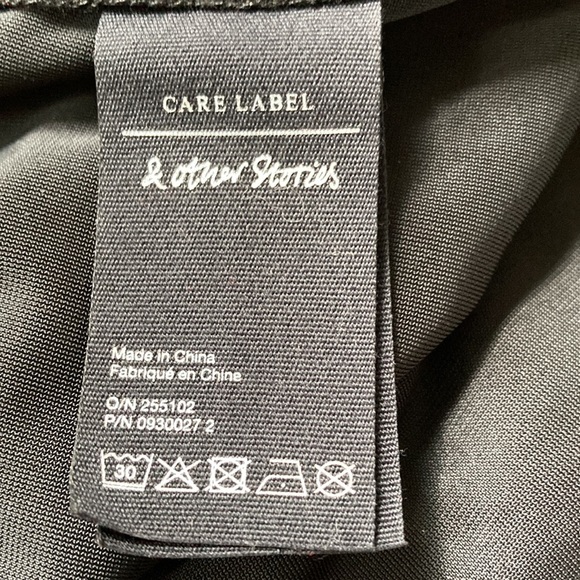 CARE LABEL
& other Stories
Made in China
Fabriqué en Chine
O/N 255102
P/N 0930027 2
30